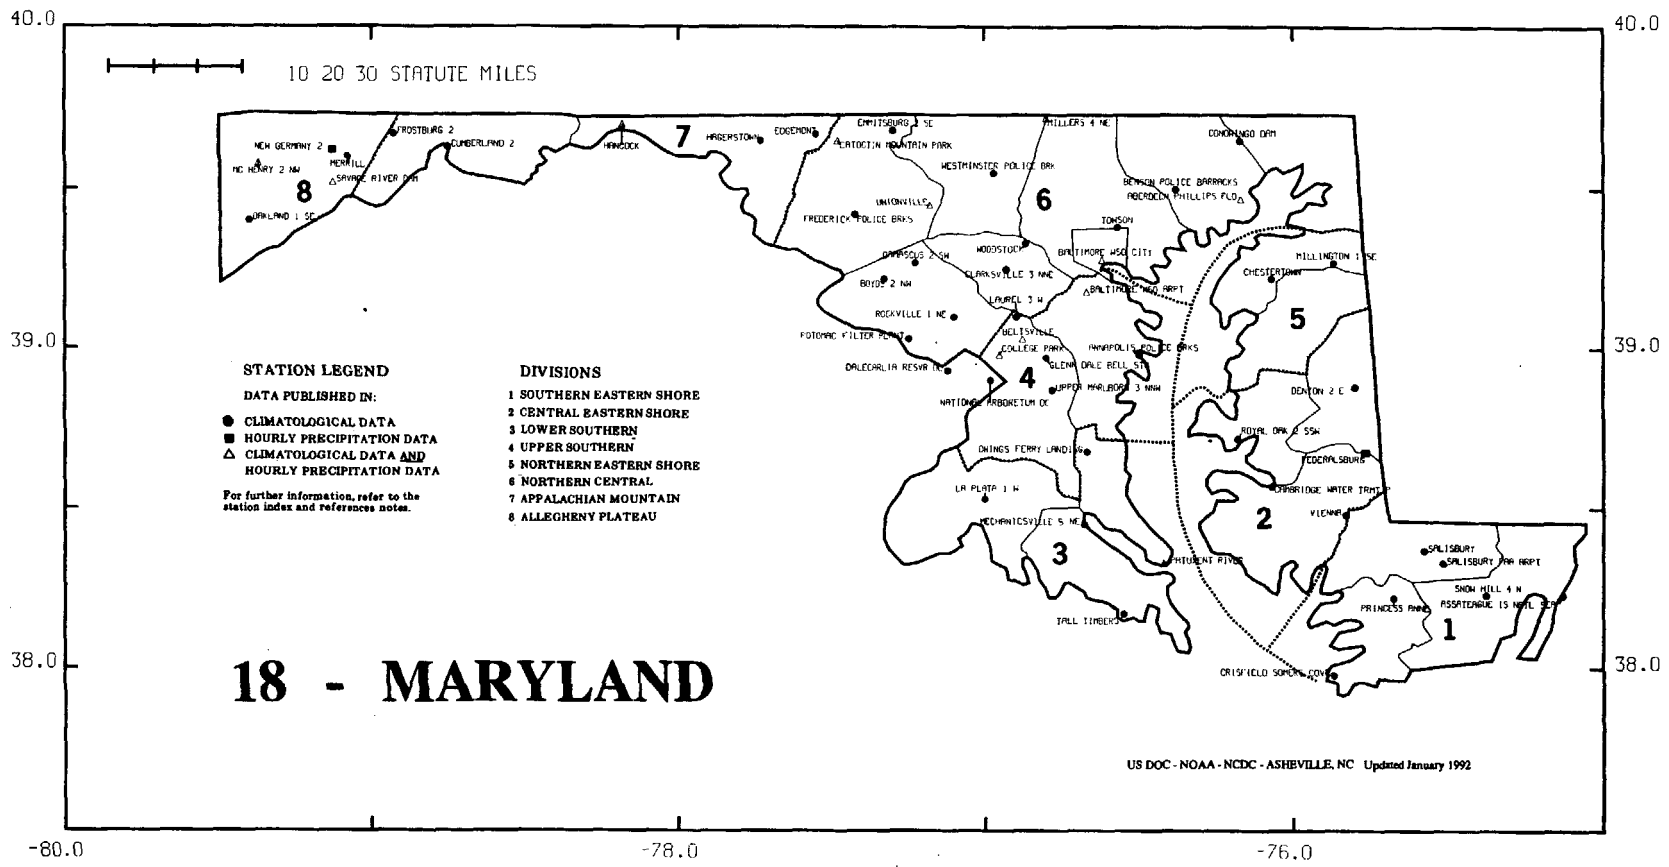 40.0
40.0
10 20 30 STATUTE MILES
EMMITSBURG 2 SE
MILLERS 4 NE
CONOWINGO DAM
FROSTBURG 2
7
HAGERSTOWN
EDGEMONT
NEW GERMANY 2
CUMBERLAND 2
HANCOCK
CATOCTIN MOUNTAIN PARK
MC HENRY 2 NW
MERRILL
SAVAGE RIVER DAM
WESTMINSTER POLICE BRK
BENSON POLICE BARRACKS
ABERDEEN PHILLIPS FLD
8
6
UNIONVILLE
OAKLAND 1 SE
FREDERICK POLICE BRKS
TOWSON
WOODSTOCK
BALTIMORE WSO CITY
DAMASCUS 2 SW
MILLINGTON 1 SE
CLARKSVILLE 3 NNE
CHESTERTOWN
BOYDS 2 NW
BALTIMORE WSO ARPT
LAUREL 3 W
ROCKVILLE 1 NE
5
POTOMAC FILTER PLANT
BELTSVILLE
39.0
39.0
COLLEGE PARK
ANNAPOLIS POLICE BRKS
DALECARLIA RESVR DC
GLENN DALE BELL ST
4
UPPER MARLBORO 3 NNW
DENTON 2 E
NATIONAL ARBORETUM DC
STATION LEGEND
DATA PUBLISHED IN:
CLIMATOLOGICAL DATA
HOURLY PRECIPITATION DATA
CLIMATOLOGICAL DATA AND
HOURLY PRECIPITATION DATA
For further information, refer to the
station index and references notes.
DIVISIONS
1 SOUTHERN EASTERN SHORE
2 CENTRAL EASTERN SHORE
3 LOWER SOUTHERN
4 UPPER SOUTHERN
5 NORTHERN EASTERN SHORE
6 NORTHERN CENTRAL
7 APPALACHIAN MOUNTAIN
8 ALLEGHENY PLATEAU
ROYAL OAK 2 SSW
OWINGS FERRY LANDING
FEDERALSBURG
LA PLATA 1 W
CAMBRIDGE WATER TRMT P
VIENNA
2
MECHANICSVILLE 5 NE
3
SALISBURY
PATUXENT RIVER
SALISBURY FAA ARPT
SNOW HILL 4 N
PRINCESS ANNE
ASSATEAGUE IS NATL SEA
TALL TIMBERS
1
38.0
38.0
CRISFIELD SOMERS COVE
18 - MARYLAND
US DOC - NOAA - NCDC - ASHEVILLE, NC Updated January 1992
-80.0
-78.0
-76.0